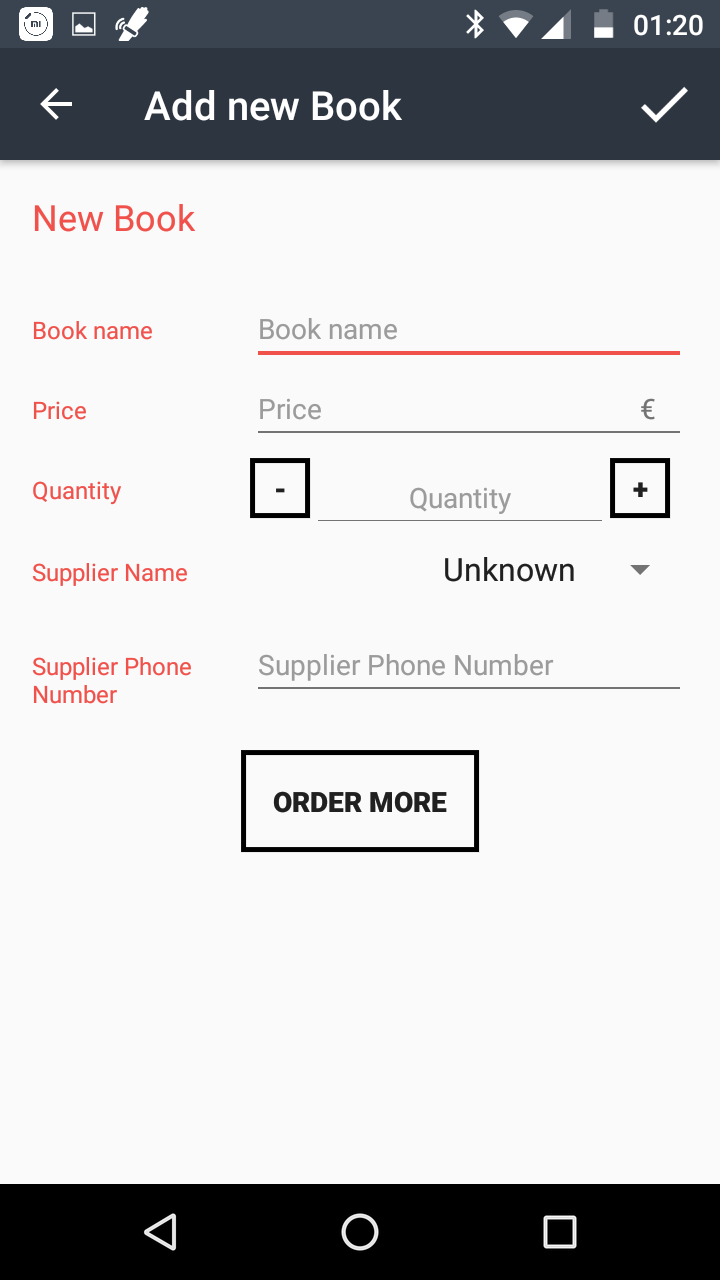 01:20
Add new Book
New Book
Book name Book name
Price Price €
Quantity - Quantity +
Supplier Name Unknown
Supplier Phone Number Supplier Phone Number
ORDER MORE